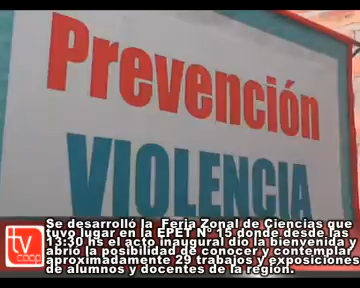 Prevención
VIOLENCIA
Se desarrolló la Feria Zonal de Ciencias que
tuvo lugar en la EPET Nº 15 donde desde las
13:30 hs el acto inaugural dio la bienvenida y
abrió la posibilidad de conocer y contemplar
aproximadamente 29 trabajos y exposiciones
de alumnos y docentes de la región.
tv
coop